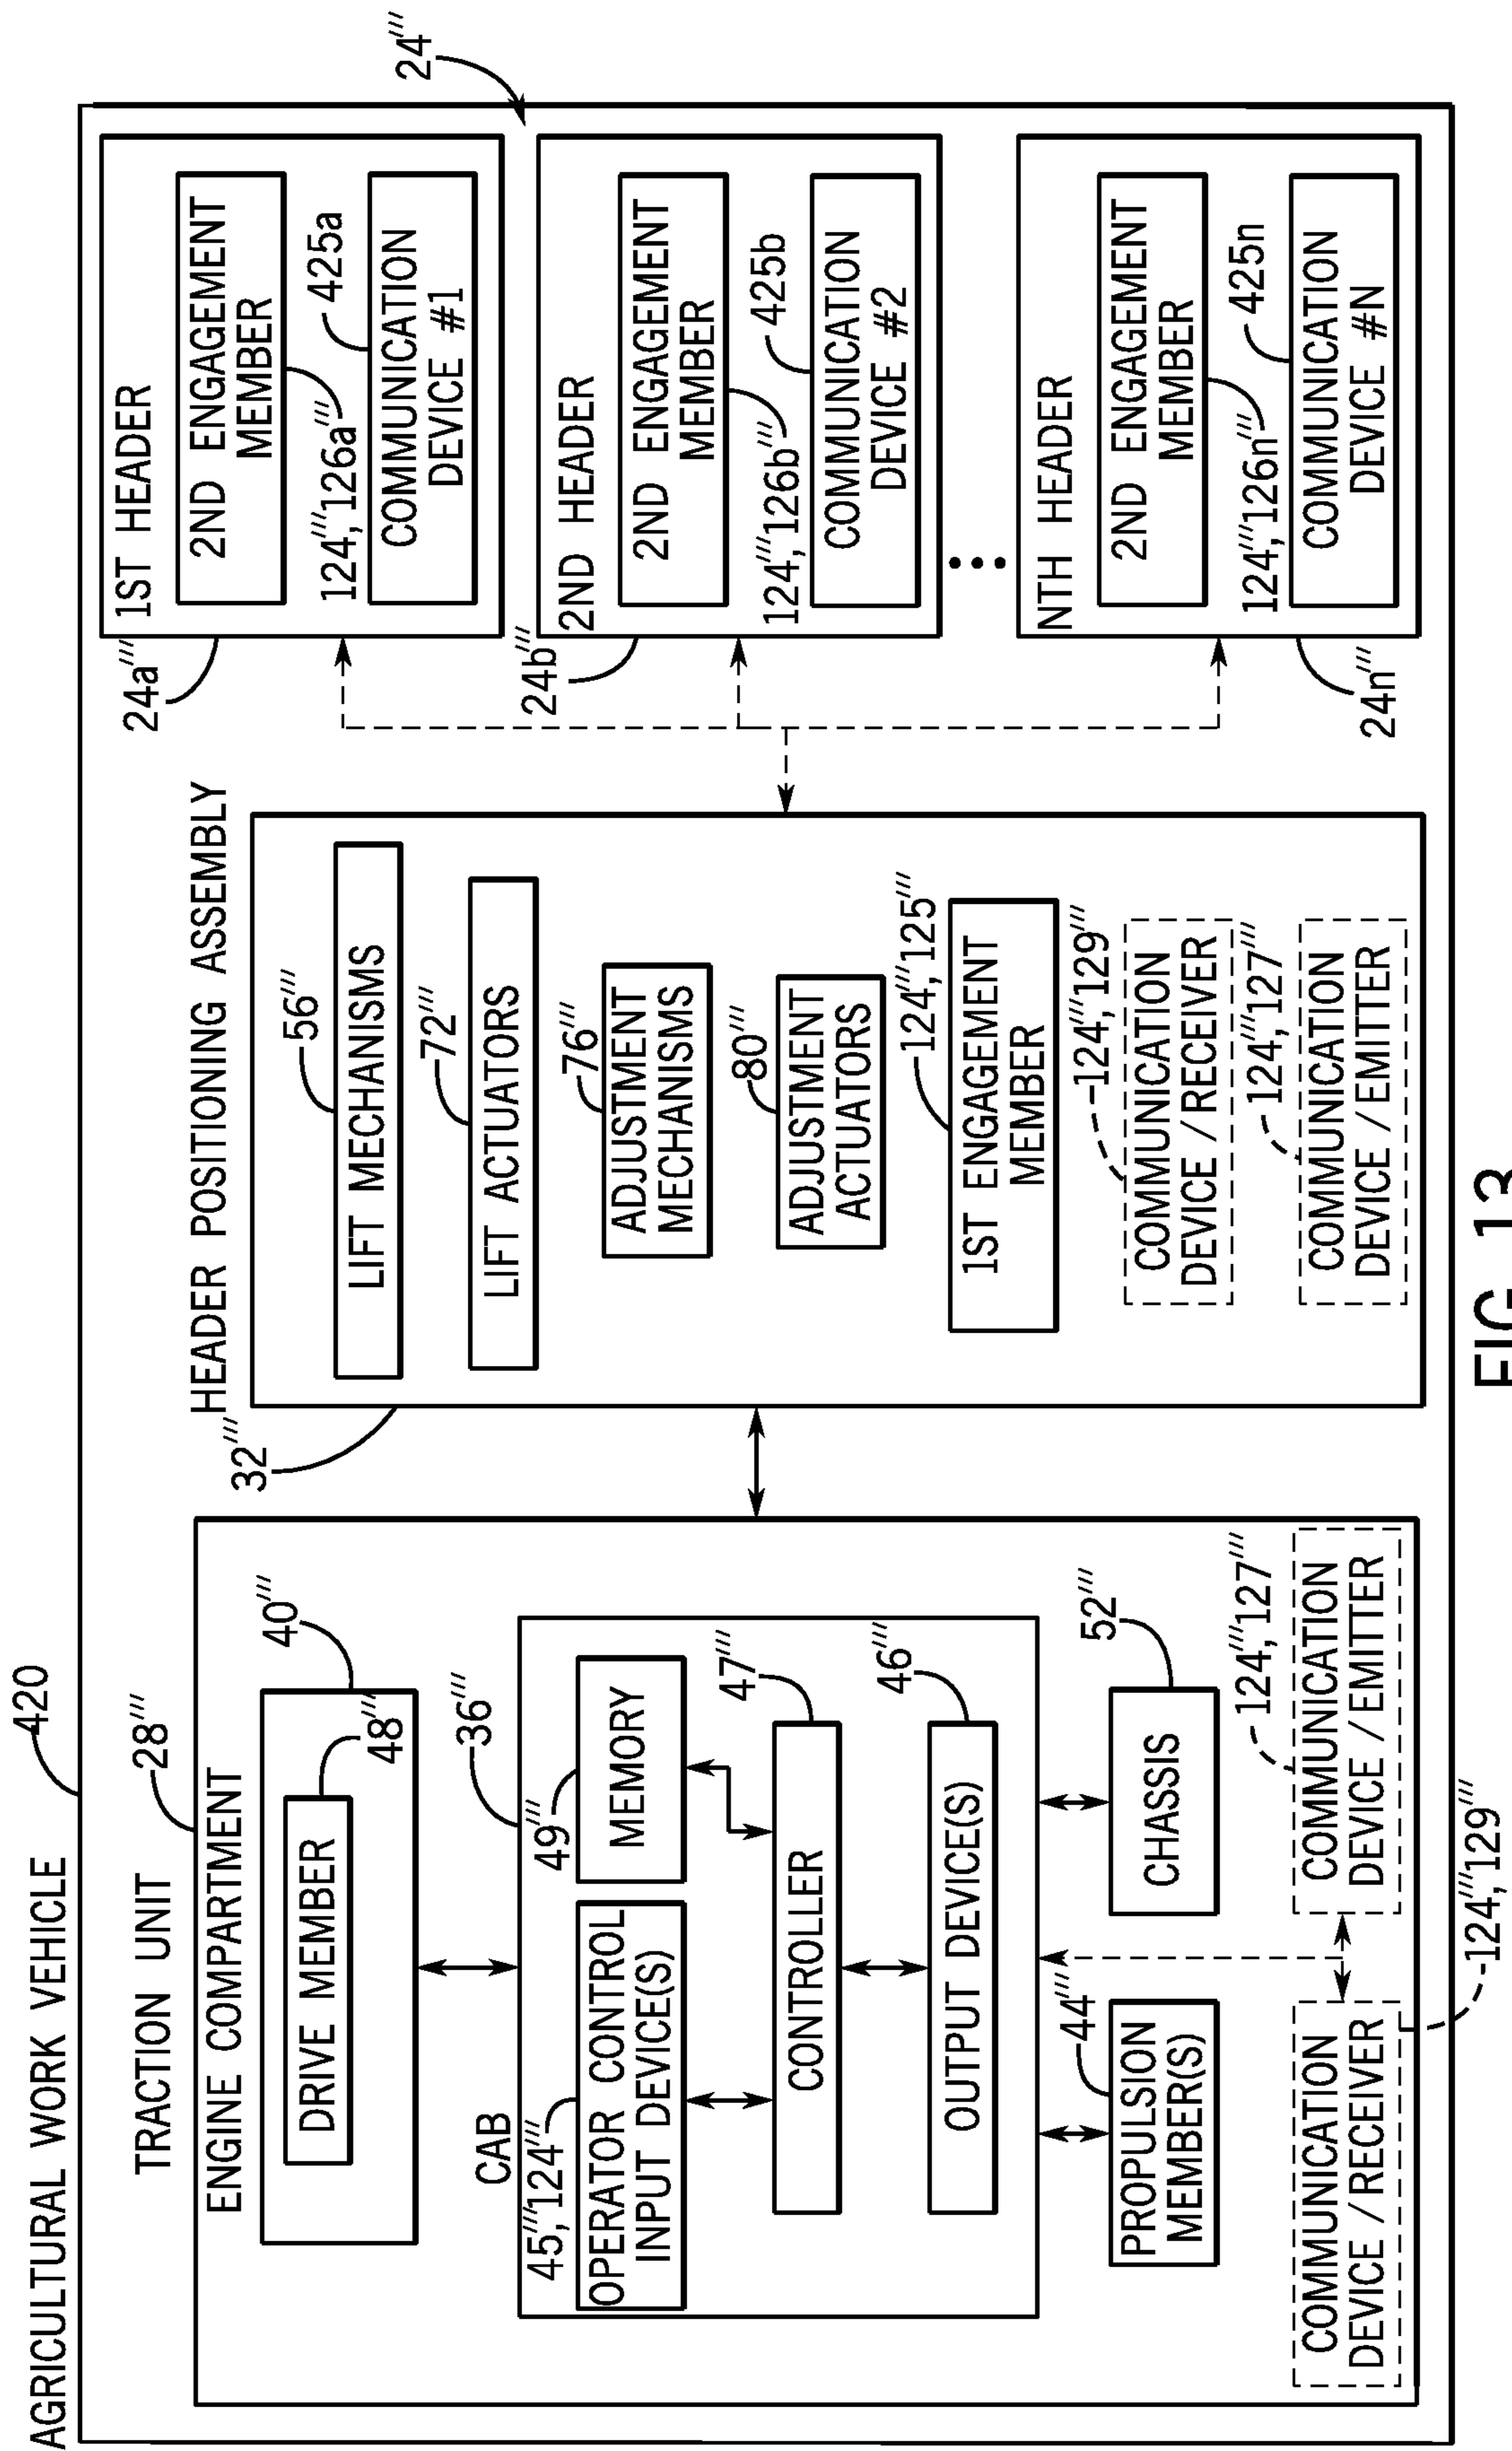 AGRICULTURAL WORK VEHICLE
420
TRACTION UNIT
28'''
ENGINE COMPARTMENT
40'''
DRIVE MEMBER
48'''
CAB
36'''
45''',124'''
OPERATOR CONTROL
INPUT DEVICE(S)
49'''
MEMORY
47'''
CONTROLLER
46'''
OUTPUT DEVICE(S)
44'''
PROPULSION
MEMBER(S)
52'''
CHASSIS
124''',127'''
COMMUNICATION
DEVICE/RECEIVER
COMMUNICATION
DEVICE/EMITTER
124''',129'''
HEADER POSITIONING ASSEMBLY
32'''
56'''
LIFT MECHANISMS
72'''
LIFT ACTUATORS
76'''
ADJUSTMENT
MECHANISMS
80'''
ADJUSTMENT
ACTUATORS
124''',125'''
1ST ENGAGEMENT
MEMBER
124''',129'''
COMMUNICATION
DEVICE/RECEIVER
124''',127'''
COMMUNICATION
DEVICE/EMITTER
24'''
24a'''
1ST HEADER
2ND ENGAGEMENT
MEMBER
124''',126a'''
425a
COMMUNICATION
DEVICE #1
24b'''
2ND HEADER
2ND ENGAGEMENT
MEMBER
124''',126b'''
425b
COMMUNICATION
DEVICE #2
24n'''
NTH HEADER
2ND ENGAGEMENT
MEMBER
124''',126n'''
425n
COMMUNICATION
DEVICE #N
FIG. 13